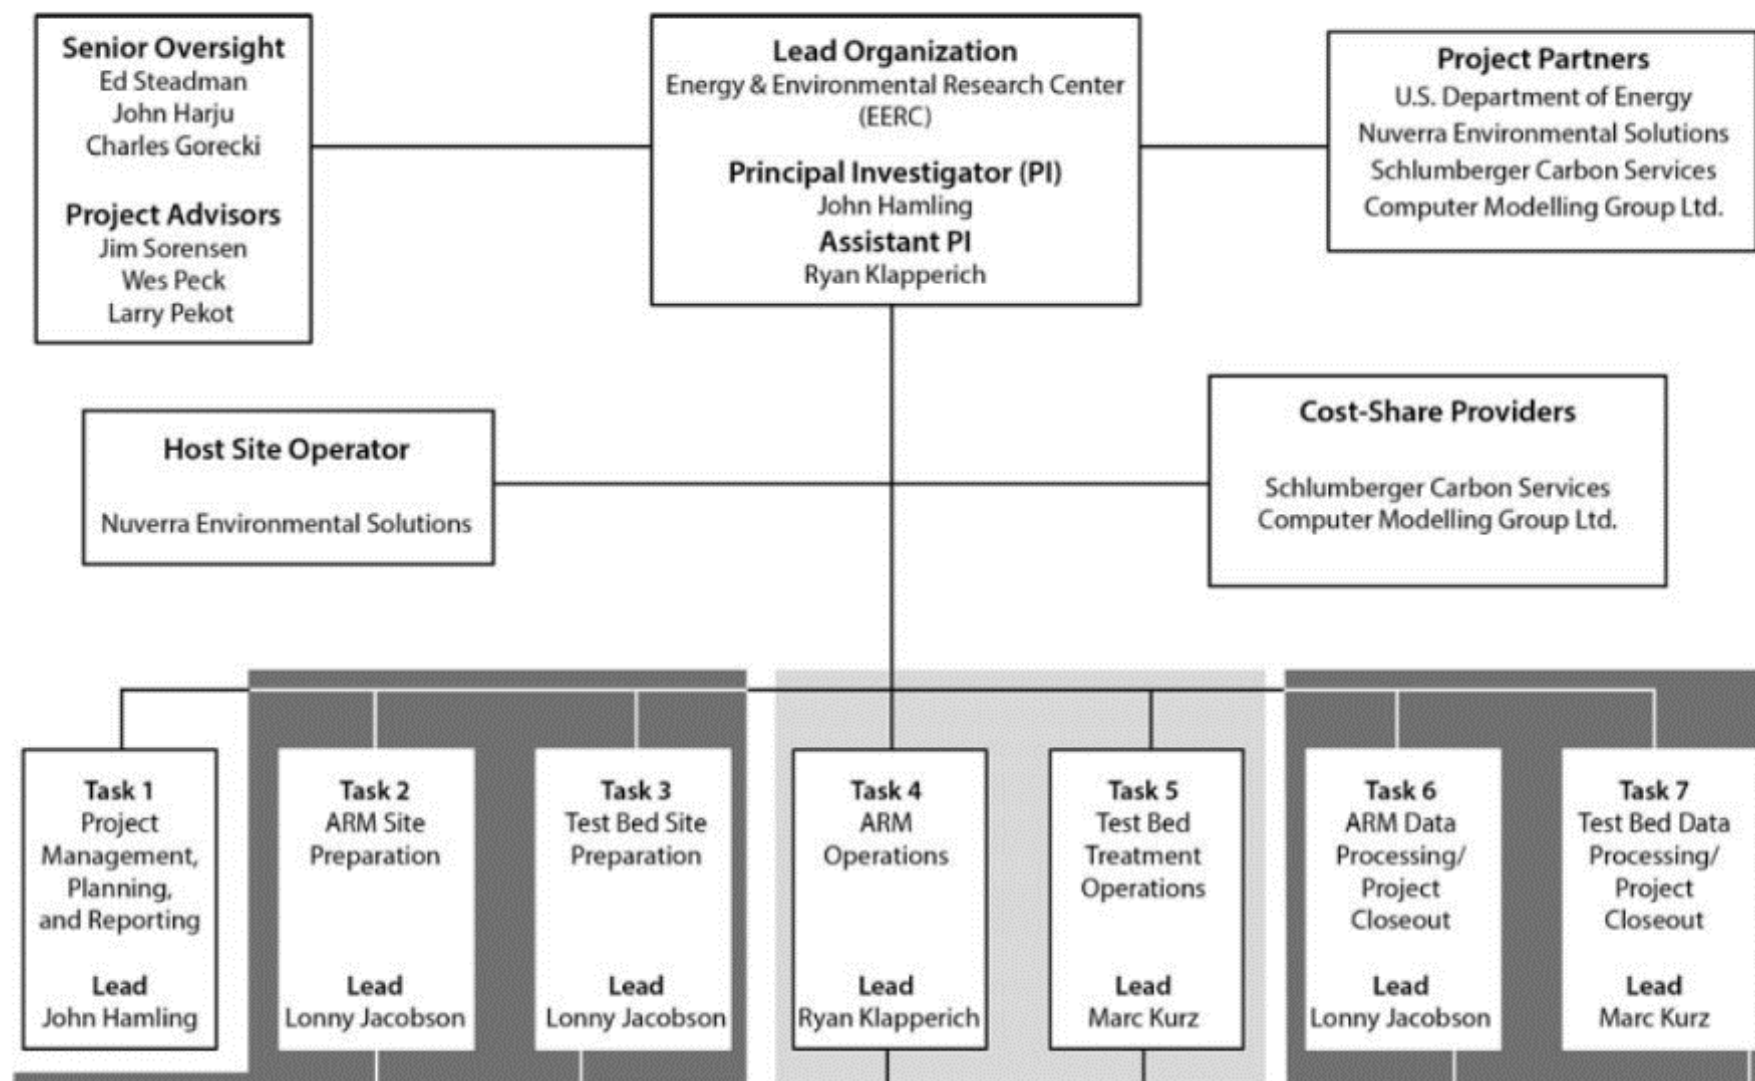 Senior Oversight
Ed Steadman
John Harju
Charles Gorecki
Project Advisors
Jim Sorensen
Wes Peck
Larry Pekot
Lead Organization
Energy & Environmental Research Center
(EERC)
Principal Investigator (PI)
John Hamling
Assistant PI
Ryan Klapperich
Project Partners
U.S. Department of Energy
Nuverra Environmental Solutions
Schlumberger Carbon Services
Computer Modelling Group Ltd.
Host Site Operator
Nuverra Environmental Solutions
Cost-Share Providers
Schlumberger Carbon Services
Computer Modelling Group Ltd.
Task 1
Project
Management,
Planning,
and Reporting
Lead
John Hamling
Task 2
ARM Site
Preparation
Lead
Lonny Jacobson
Task 3
Test Bed Site
Preparation
Lead
Lonny Jacobson
Task 4
ARM
Operations
Lead
Ryan Klapperich
Task 5
Test Bed
Treatment
Operations
Lead
Marc Kurz
Task 6
ARM Data
Processing/
Project
Closeout
Lead
Lonny Jacobson
Task 7
Test Bed Data
Processing/
Project
Closeout
Lead
Marc Kurz